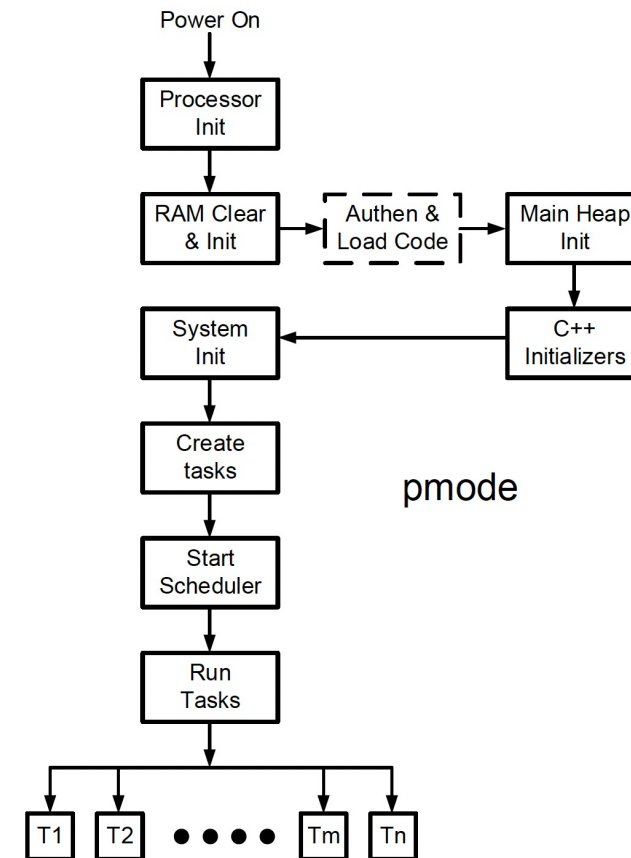 Power On
Processor
Init
RAM Clear
& Init
Authen &
Load Code
Main Heap
Init
C++
Initializers
System
Init
Create
tasks
pmode
Start
Scheduler
Run
Tasks
T1
T2
Tm
Tn